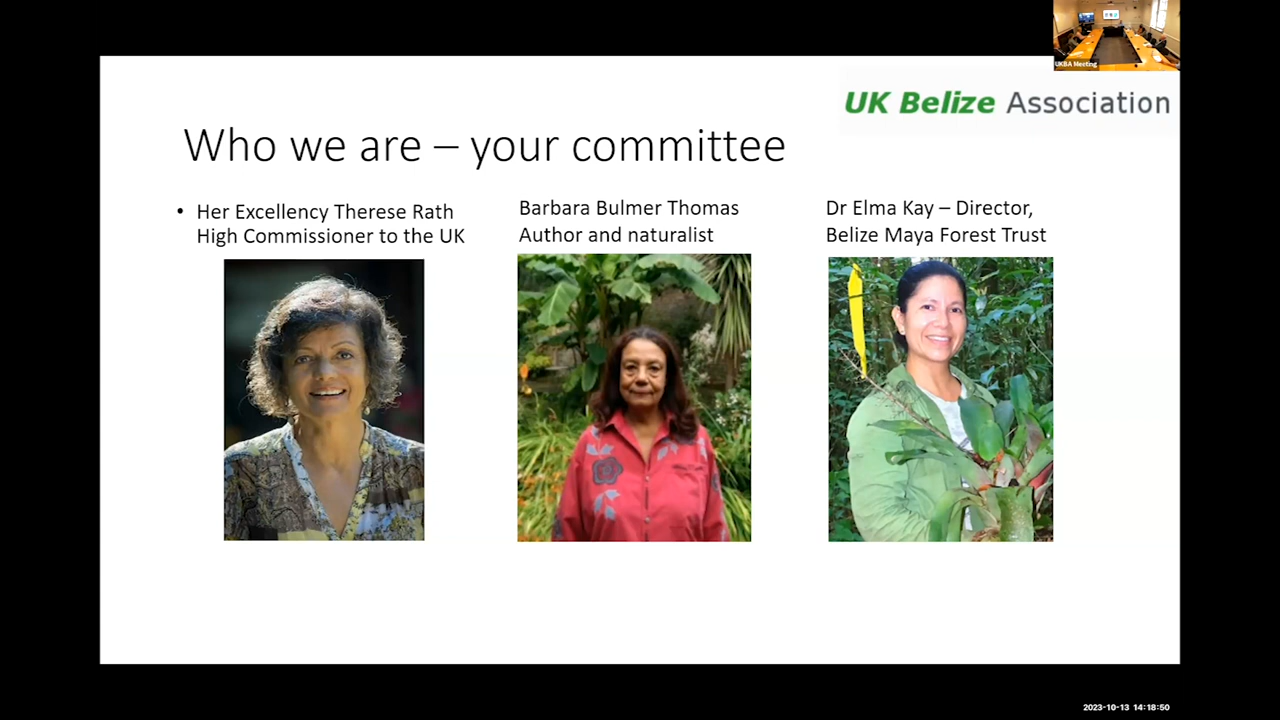 UKBA Meeting
UK Belize Association
Who we are – your committee
• Her Excellency Therese Rath
High Commissioner to the UK
Barbara Bulmer Thomas
Author and naturalist
Dr Elma Kay – Director,
Belize Maya Forest Trust
2023-10-13 14:18:50